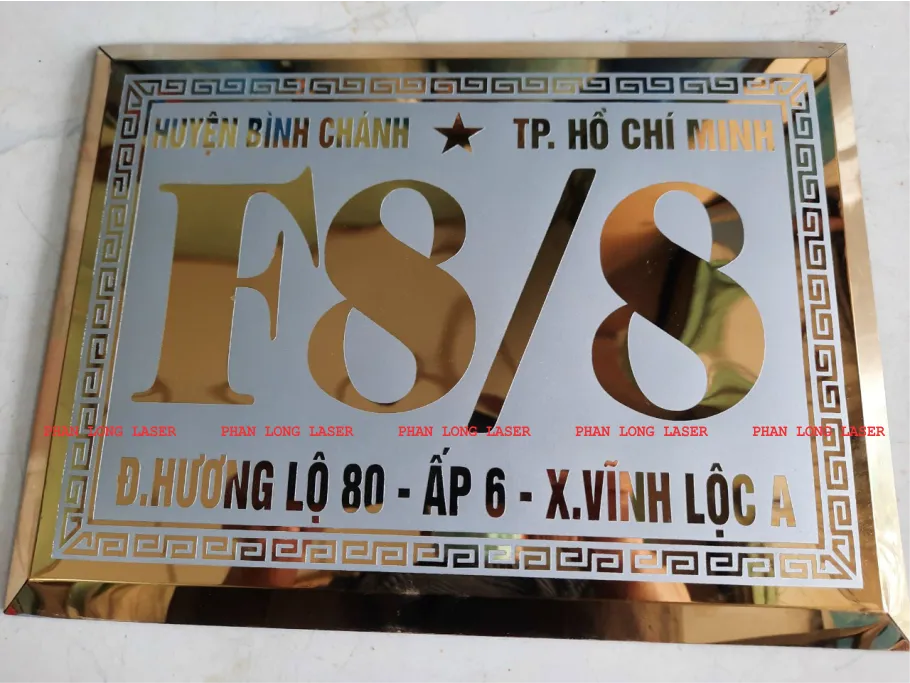 HUYỆN BÌNH CHÁNH ★ TP. HỒ CHÍ MINH
F8/8
PHAN LONG LASER PHAN LONG LASER PHAN LONG LASER PHAN LONG LASER PHAN LONG LASER
Đ.HƯƠNG LỘ 80 - ẤP 6 - X.VĨNH LỘC A